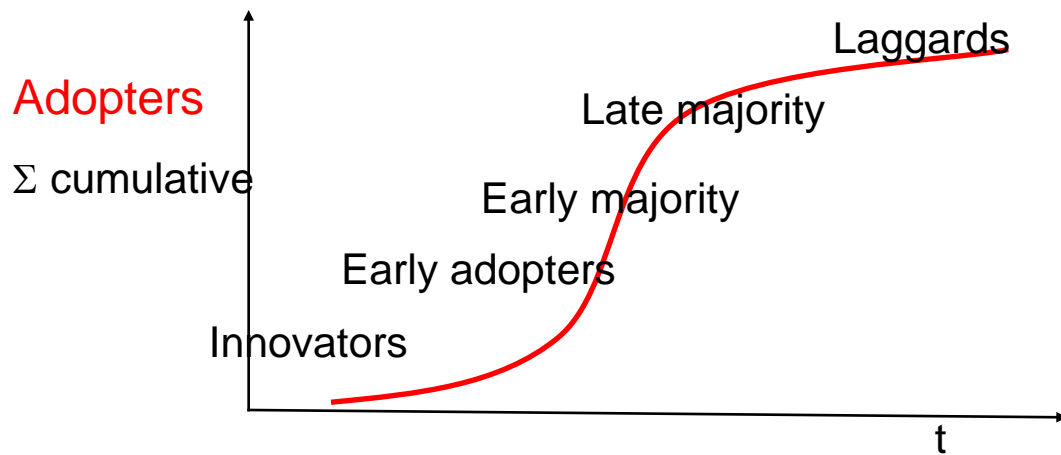 Laggards
Adopters
Late majority
Σ cumulative
Early majority
Early adopters
Innovators
t